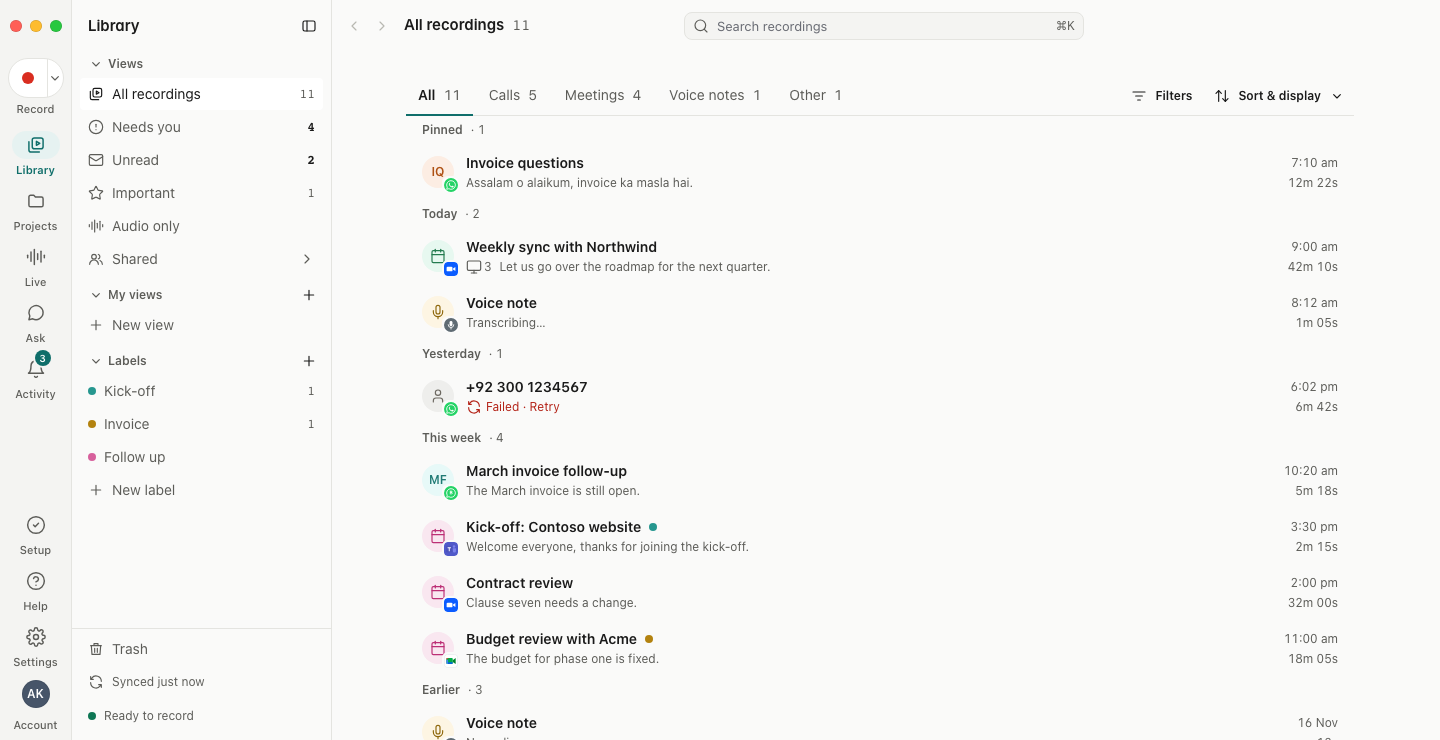 Library
Record
Library
Projects
Live
Ask
3
Activity
Setup
Help
Settings
AK
Account
Views
All recordings 11
Needs you 4
Unread 2
Important 1
Audio only
Shared
My views
New view
Labels
Kick-off 1
Invoice 1
Follow up
New label
Trash
Synced just now
Ready to record
All recordings 11
Search recordings ⌘K
All 11 Calls 5 Meetings 4 Voice notes 1 Other 1
Filters Sort & display
Pinned · 1
IQ Invoice questions 7:10 am
Assalam o alaikum, invoice ka masla hai. 12m 22s
Today · 2
Weekly sync with Northwind 9:00 am
3 Let us go over the roadmap for the next quarter. 42m 10s
Voice note 8:12 am
Transcribing... 1m 05s
Yesterday · 1
+92 300 1234567 6:02 pm
Failed · Retry 6m 42s
This week · 4
MF March invoice follow-up 10:20 am
The March invoice is still open. 5m 18s
Kick-off: Contoso website 3:30 pm
Welcome everyone, thanks for joining the kick-off. 2m 15s
Contract review 2:00 pm
Clause seven needs a change. 32m 00s
Budget review with Acme 11:00 am
The budget for phase one is fixed. 18m 05s
Earlier · 3
Voice note 16 Nov